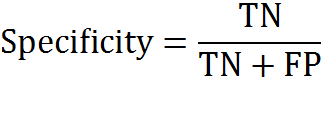 Specificity = TN / TN + FP